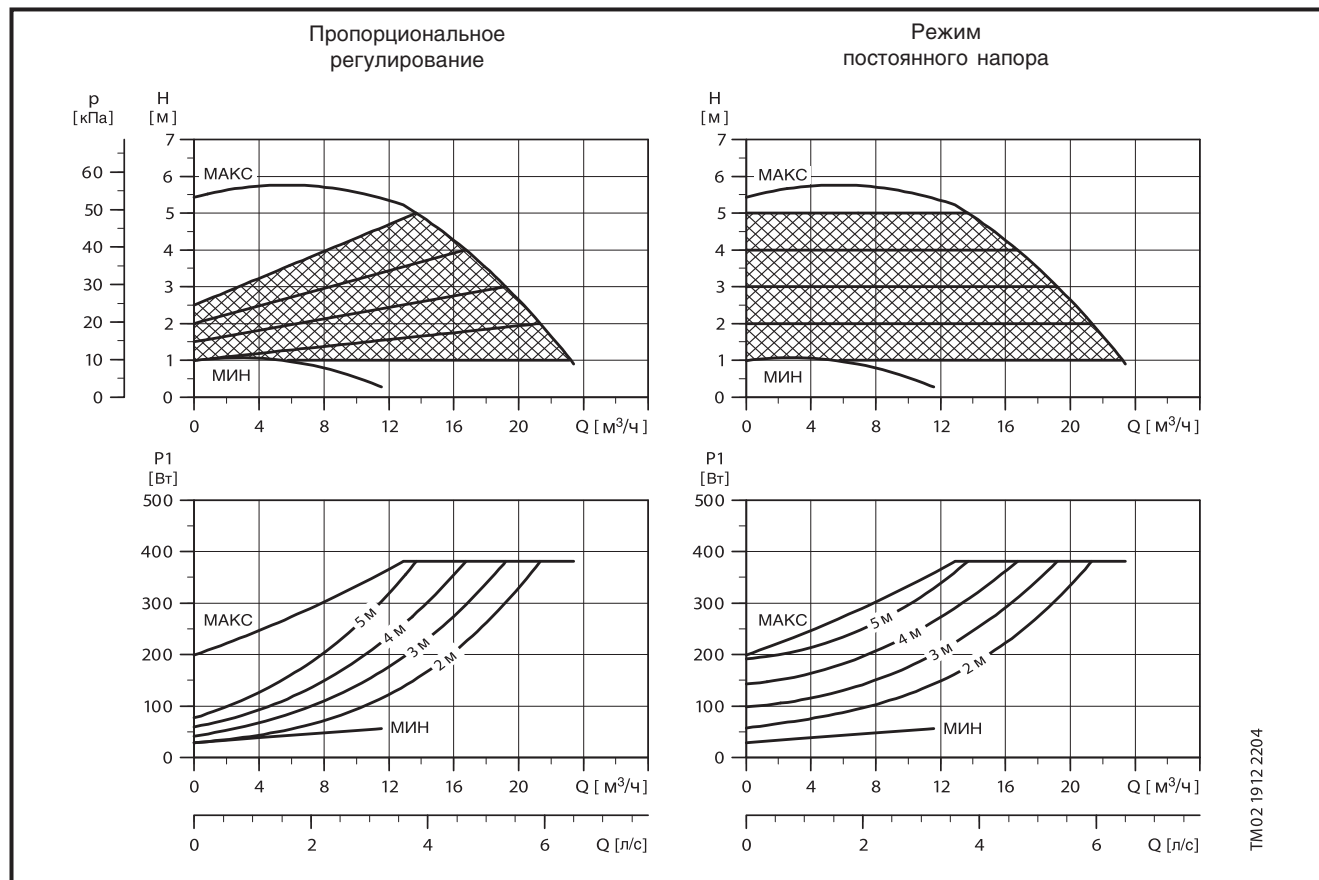 Пропорциональное
регулирование
Режим
постоянного напора
p
[кПа]
H
[м]
60
50
40
30
20
10
0
7
6
5
4
3
2
1
0
МАКС
МИН
0 4 8 12 16 20 Q [м³/ч]
H
[м]
7
6
5
4
3
2
1
0
МАКС
МИН
0 4 8 12 16 20 Q [м³/ч]
P1
[Вт]
500
400
300
200
100
0
МАКС
5 м
4 м
3 м
2 м
МИН
0 4 8 12 16 20 Q [м³/ч]
0 2 4 6 Q [л/с]
P1
[Вт]
500
400
300
200
100
0
МАКС
5 м
4 м
3 м
2 м
МИН
0 4 8 12 16 20 Q [м³/ч]
0 2 4 6 Q [л/с]
TM02 1912 2204